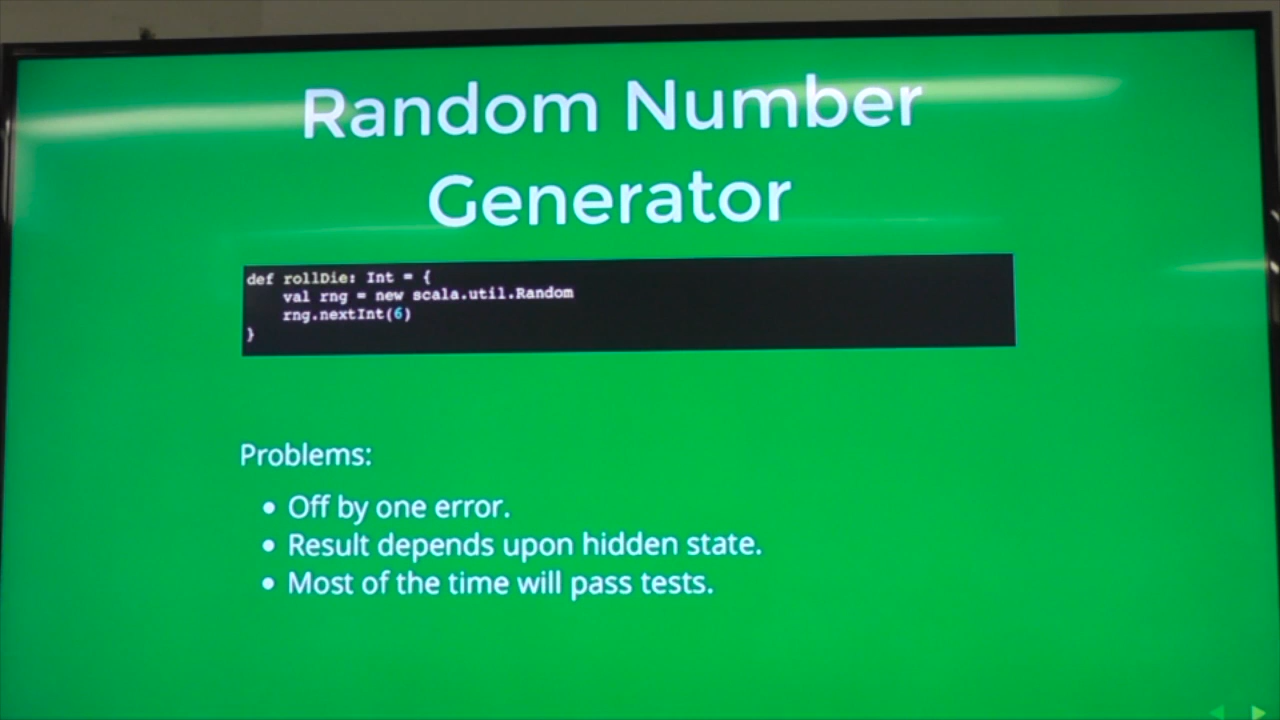 Random Number
Generator
def rollDie: Int = {
    val rng = new scala.util.Random
    rng.nextInt(6)
}
Problems:
• Off by one error.
• Result depends upon hidden state.
• Most of the time will pass tests.